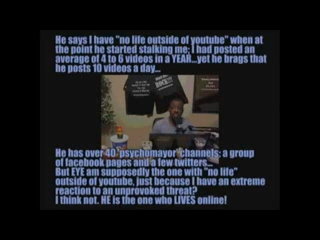 He says I have "no life outside of youtube" when at
the point he started stalking me; I had posted an
average of 4 to 6 videos in a YEAR...yet he brags that
he posts 10 videos a day...
He has over 40 'psychomayor' channels; a group
of facebook pages and a few twitters...
But EYE am supposedly the one with "no life"
outside of youtube, just because I have an extreme
reaction to an unprovoked threat?
I think not. HE is the one who LIVES online!